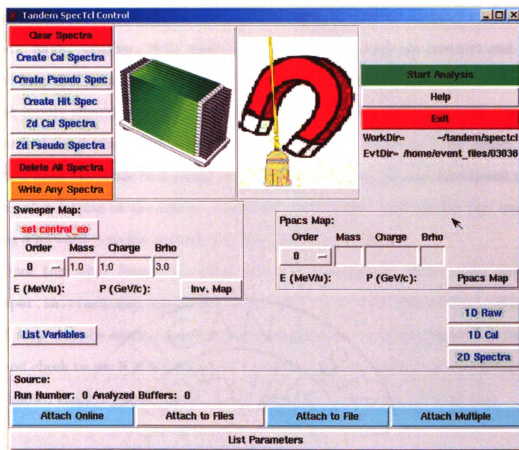 Tandem SpecTcl Control
Clear Spectra
Create Cal Spectra
Create Pseudo Spec
Create Hit Spec
2d Cal Spectra
2d Pseudo Spectra
Delete All Spectra
Write Any Spectra
Start Analysis
Help
Exit
WorkDir= ~/tandem/spectcl
EvtDir= /home/event_files/03038
Sweeper Map:
set central_eo
Order Mass Charge Brho
0 1.0 1.0 3.0
E (MeV/u): P (GeV/c): Inv. Map
Ppacs Map:
Order Mass Charge Brho
0
E (MeV/u): P (GeV/c): Ppacs Map
List Variables
1D Raw
1D Cal
2D Spectra
Source:
Run Number: 0 Analyzed Buffers: 0
Attach Online Attach to Files Attach to File Attach Multiple
List Parameters